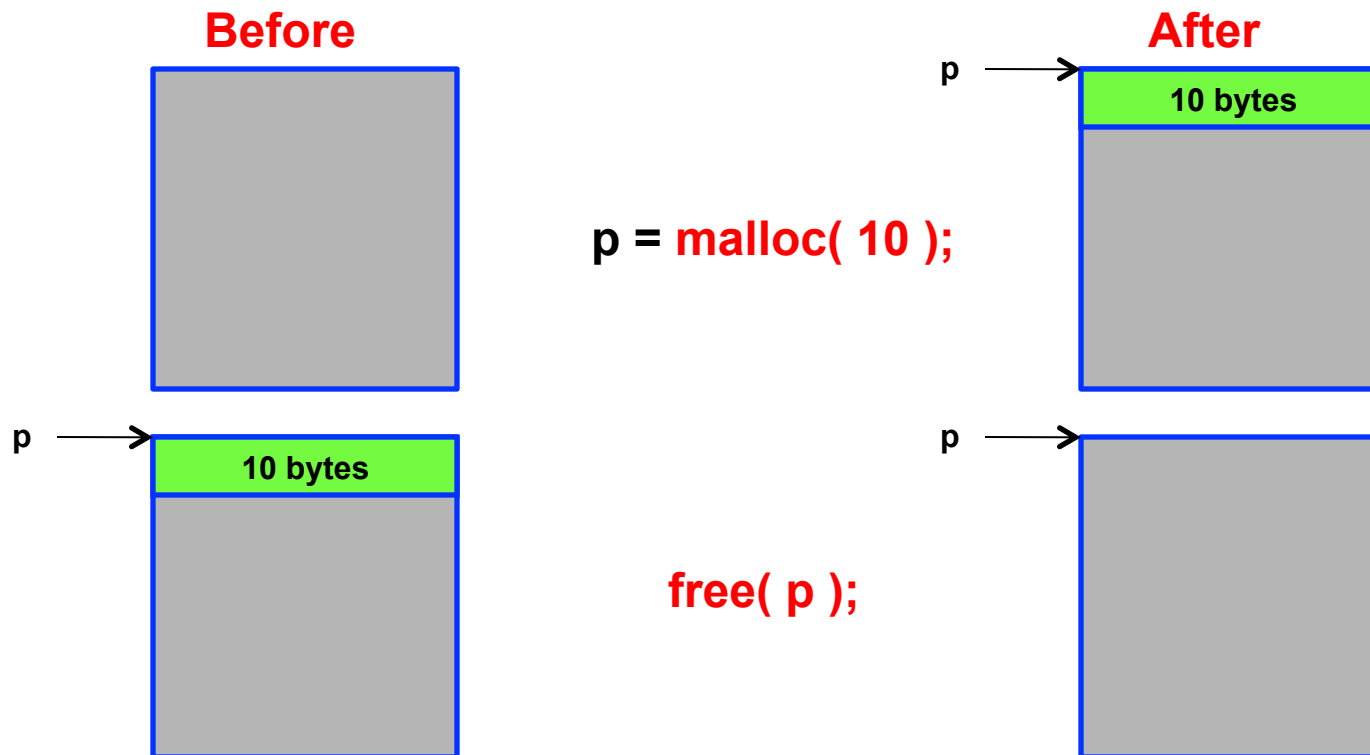 Before
After
p
10 bytes
p = malloc( 10 );
p
10 bytes
p
free( p );